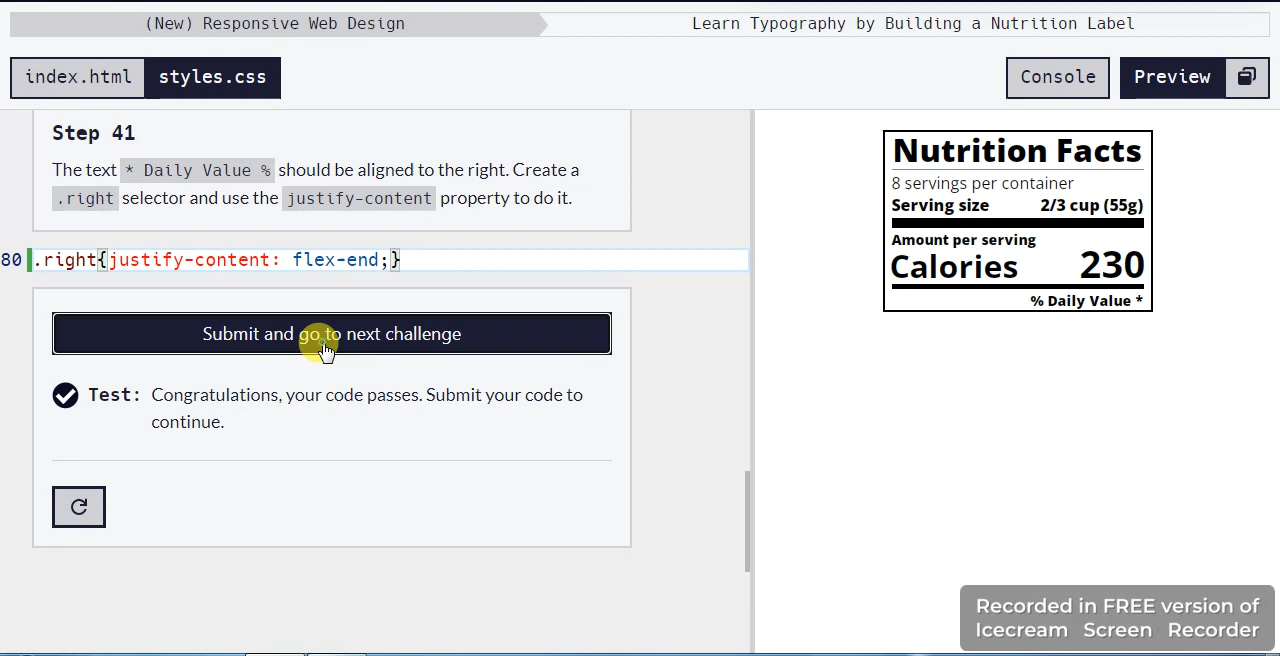 (New) Responsive Web Design
Learn Typography by Building a Nutrition Label
index.html
styles.css
Console
Preview
Step 41
The text * Daily Value % should be aligned to the right. Create a
.right selector and use the justify-content property to do it.
80 .right{justify-content: flex-end;}
Submit and go to next challenge
Test: Congratulations, your code passes. Submit your code to
continue.
Nutrition Facts
8 servings per container
Serving size 2/3 cup (55g)
Amount per serving
Calories 230
% Daily Value *
Recorded in FREE version of
Icecream Screen Recorder